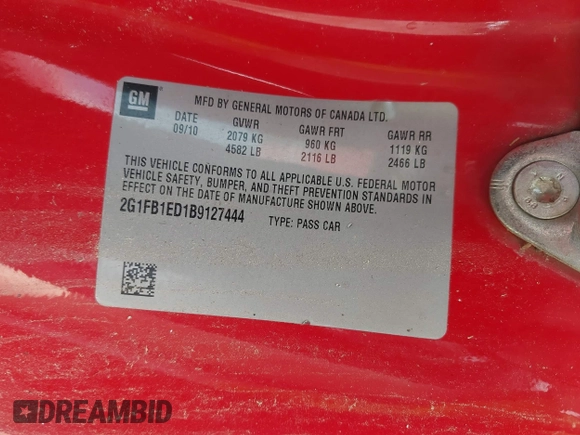 GM
MFD BY GENERAL MOTORS OF CANADA LTD.
DATE GVWR GAWR FRT GAWR RR
09/10 2079 KG 960 KG 1119 KG
4582 LB 2116 LB 2466 LB
THIS VEHICLE CONFORMS TO ALL APPLICABLE U.S. FEDERAL MOTOR
VEHICLE SAFETY, BUMPER, AND THEFT PREVENTION STANDARDS IN
EFFECT ON THE DATE OF MANUFACTURE SHOWN ABOVE.
2G1FB1ED1B9127444 TYPE: PASS CAR
DREAMBID